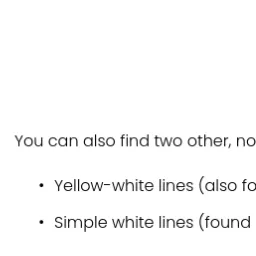 You can also find two other, no
• Yellow-white lines (also fo
• Simple white lines (found